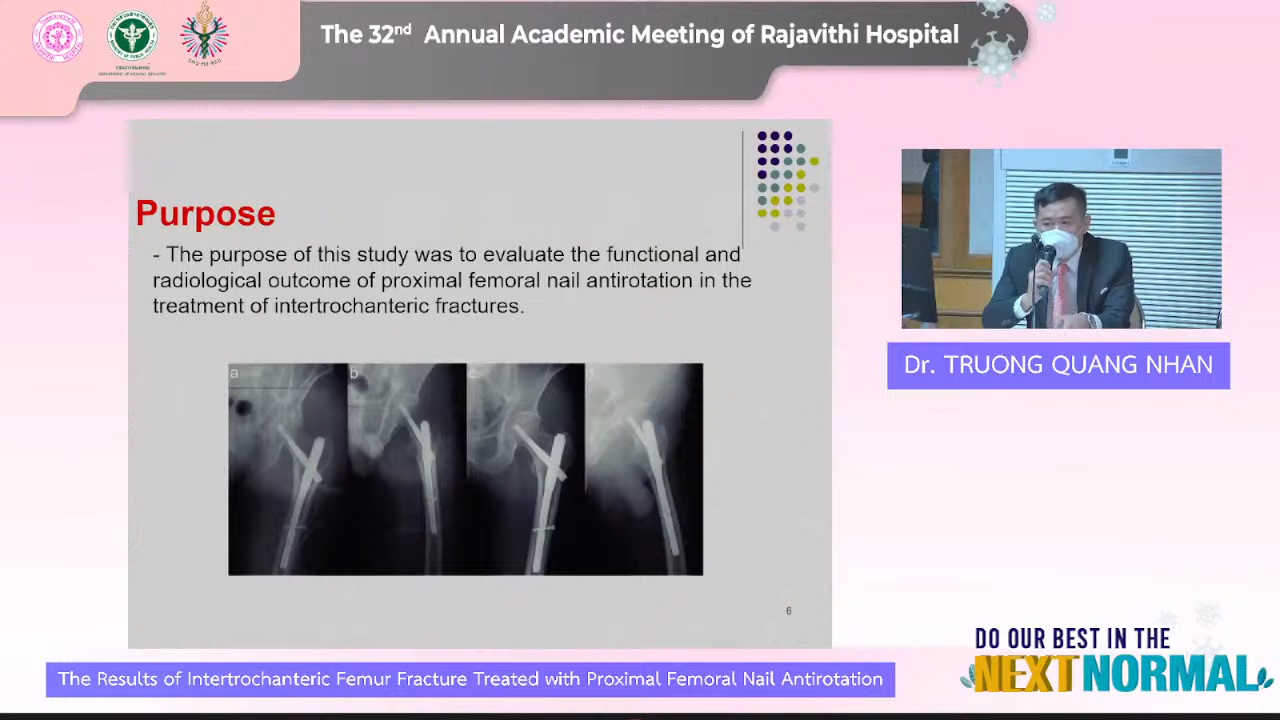 The 32nd Annual Academic Meeting of Rajavithi Hospital
Purpose
- The purpose of this study was to evaluate the functional and
radiological outcome of proximal femoral nail antirotation in the
treatment of intertrochanteric fractures.
a b c
6
Dr. TRUONG QUANG NHAN
DO OUR BEST IN THE
NEXT NORMAL
The Results of Intertrochanteric Femur Fracture Treated with Proximal Femoral Nail Antirotation